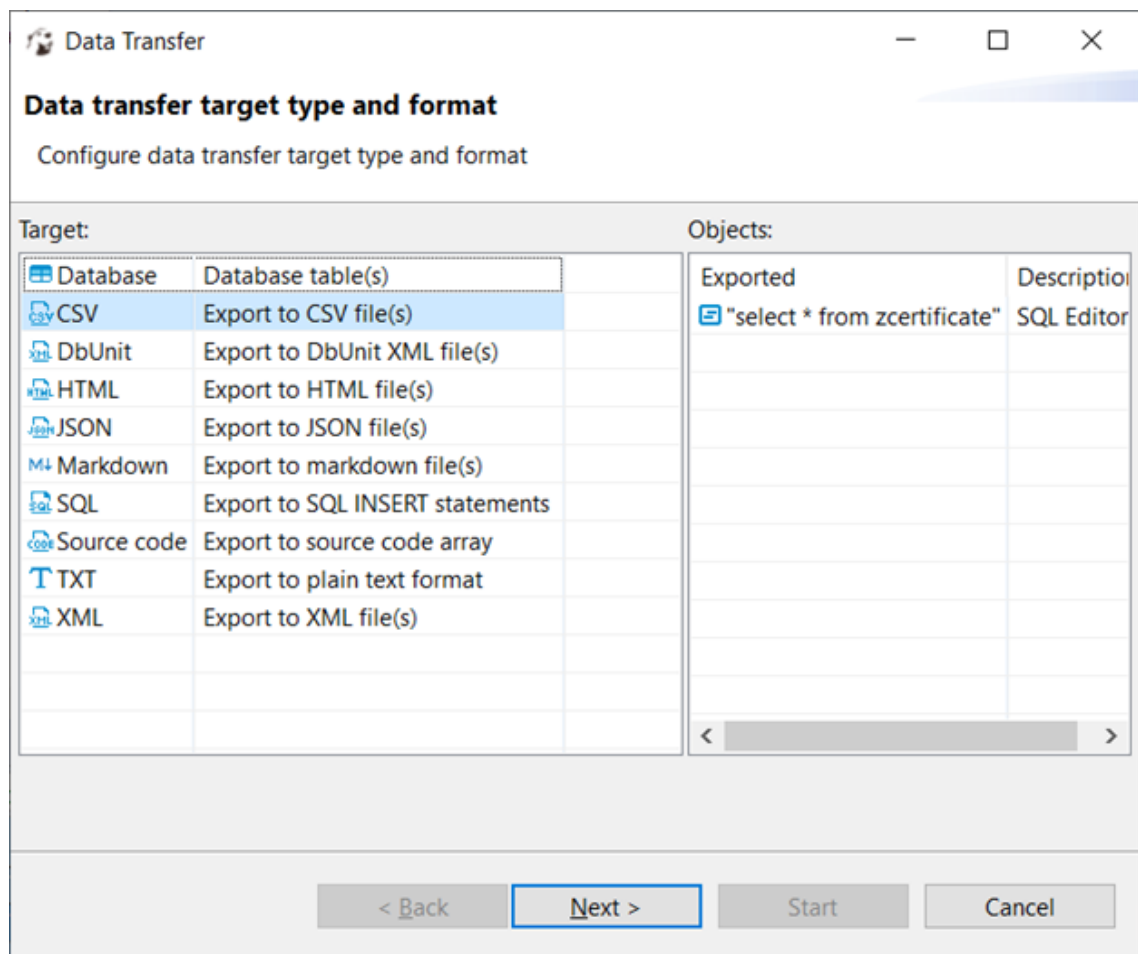 Data Transfer
Data transfer target type and format
Configure data transfer target type and format
Target:
Objects:
Database Database table(s)
CSV Export to CSV file(s)
DbUnit Export to DbUnit XML file(s)
HTML Export to HTML file(s)
JSON Export to JSON file(s)
Markdown Export to markdown file(s)
SQL Export to SQL INSERT statements
Source code Export to source code array
TXT Export to plain text format
XML Export to XML file(s)
Exported Description
"select * from zcertificate" SQL Editor
< Back
Next >
Start
Cancel